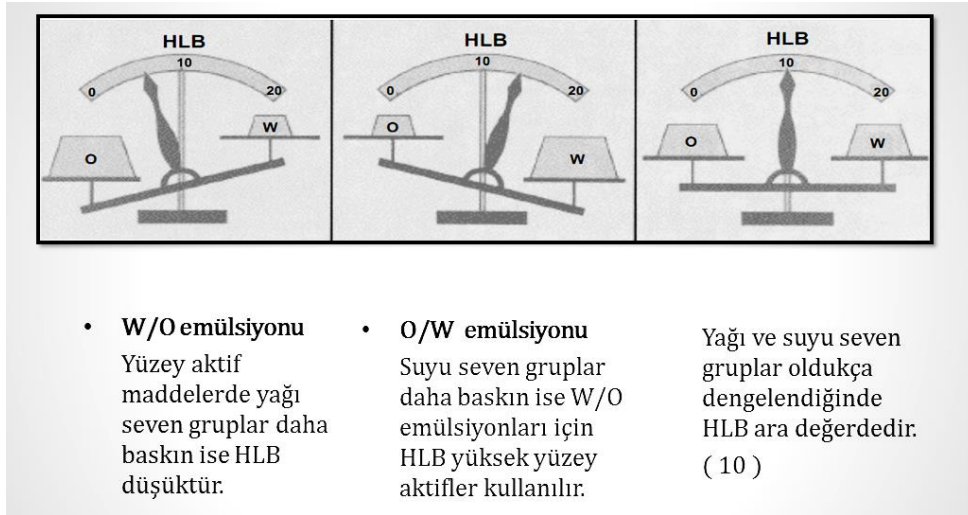 HLB
10
0
20
O
W
HLB
10
0
20
O
W
HLB
10
0
20
O
W
• W/O emülsiyonu
Yüzey aktif
maddelerde yağı
seven gruplar daha
baskın ise HLB
düşüktür.
• O/W emülsiyonu
Suyu seven gruplar
daha baskın ise W/O
emülsiyonları için
HLB yüksek yüzey
aktifler kullanılır.
Yağı ve suyu seven
gruplar oldukça
dengelendiğinde
HLB ara değerdedir.
( 10 )